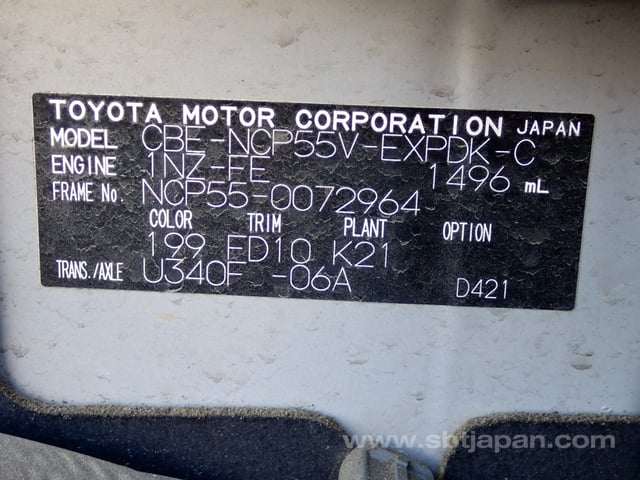 TOYOTA MOTOR CORPORATION JAPAN
MODEL CBE-NCP55V-EXPDK-C
ENGINE 1NZ-FE 1496 mL
FRAME No. NCP55-0072964
COLOR TRIM PLANT OPTION
199 FD10 K21
TRANS./AXLE U340F -06A D421
www.sbtjapan.com